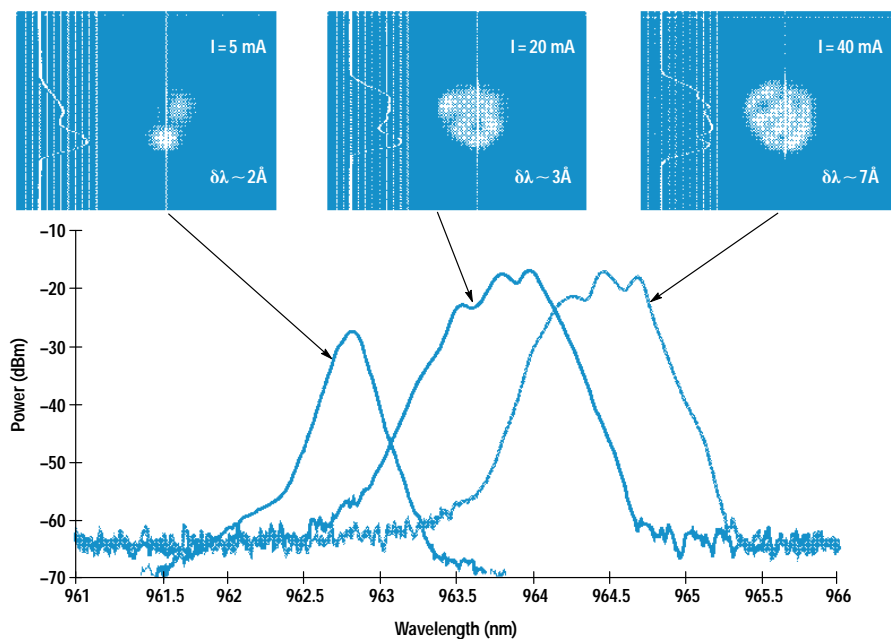 I = 5 mA
δλ ~ 2Å
I = 20 mA
δλ ~ 3Å
I = 40 mA
δλ ~ 7Å
Power (dBm)
–10
–20
–30
–40
–50
–60
–70
961 961.5 962 962.5 963 963.5 964 964.5 965 965.5 966
Wavelength (nm)